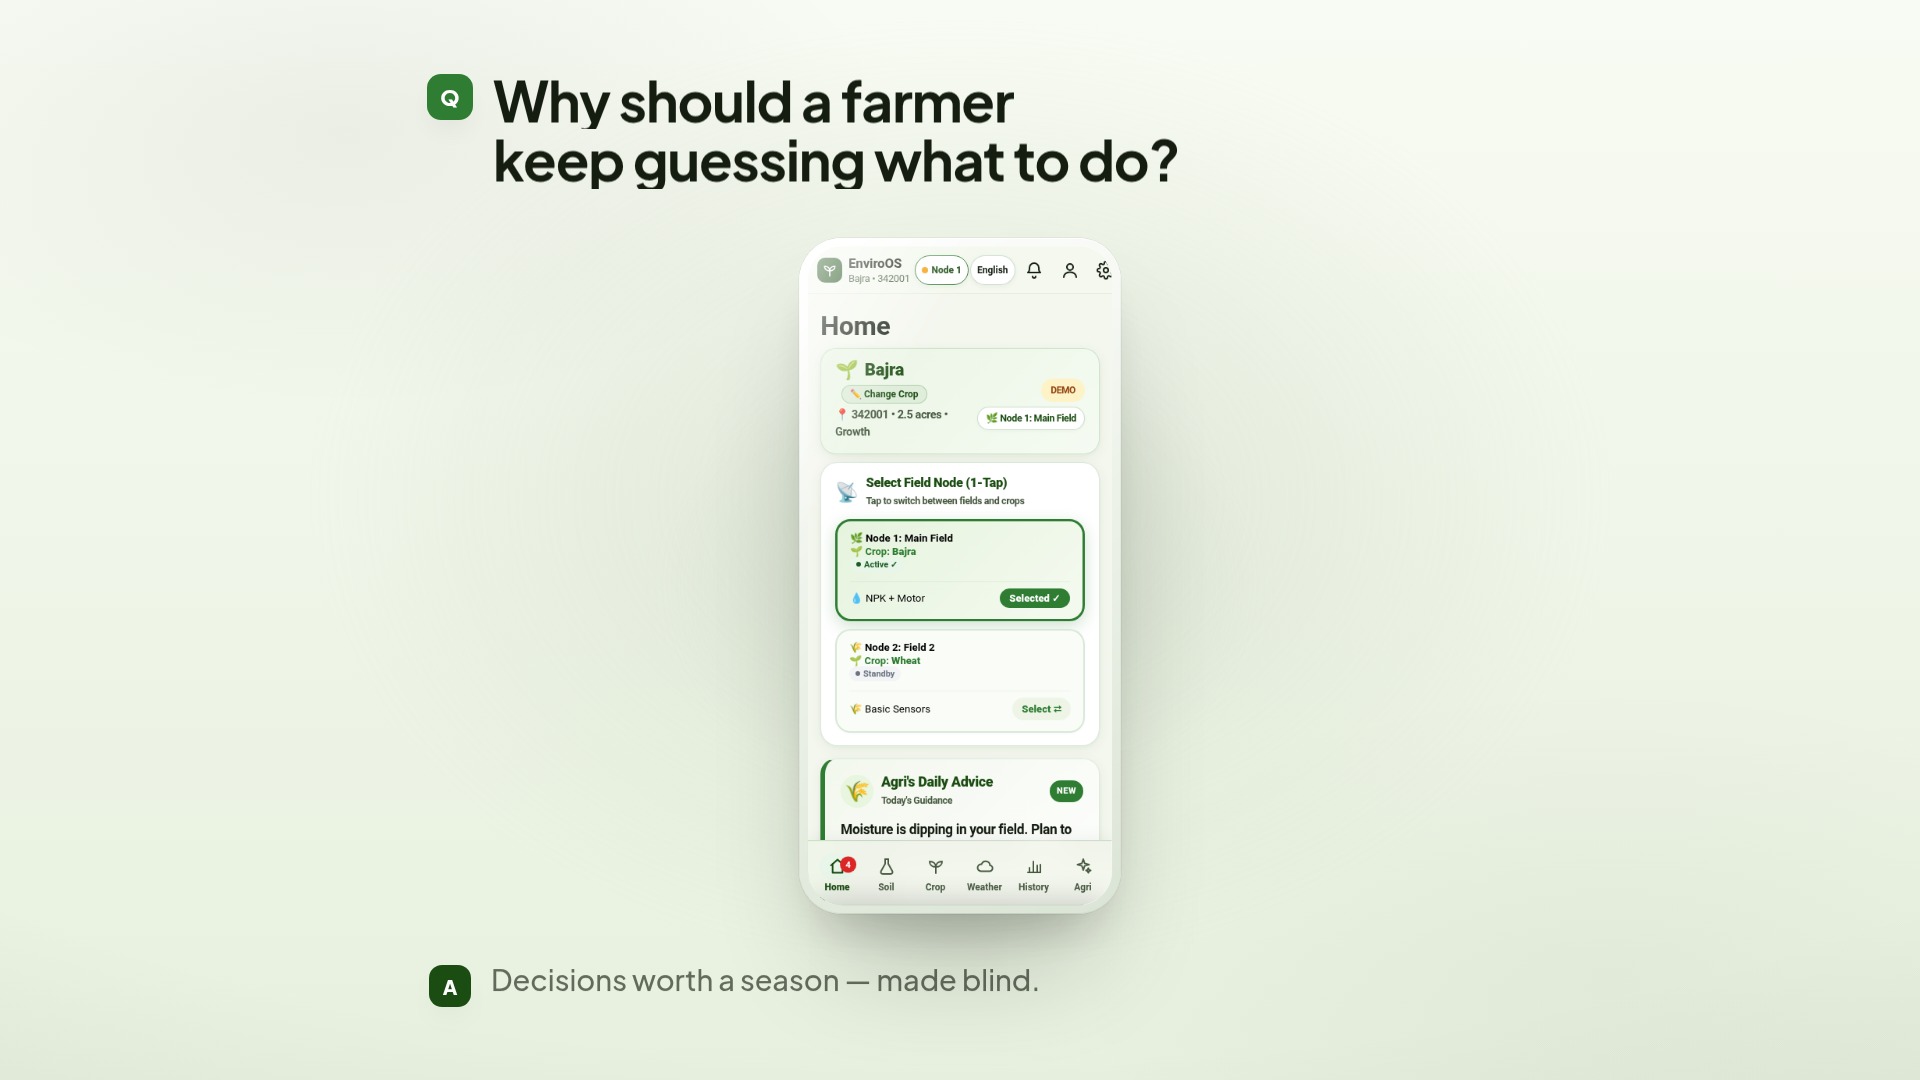 Q
Why should a farmer
keep guessing what to do?
EnviroOS
Bajra • 342001
Node 1
English
Home
🌱 Bajra
✏️ Change Crop
📍 342001 • 2.5 acres •
Growth
DEMO
🌿 Node 1: Main Field
Select Field Node (1-Tap)
Tap to switch between fields and crops
🌿 Node 1: Main Field
🌱 Crop: Bajra
● Active ✓
💧 NPK + Motor
Selected ✓
🌾 Node 2: Field 2
🌱 Crop: Wheat
● Standby
🌾 Basic Sensors
Select ⇄
Agri's Daily Advice
Today's Guidance
NEW
Moisture is dipping in your field. Plan to
4
Home
Soil
Crop
Weather
History
Agri
A
Decisions worth a season — made blind.